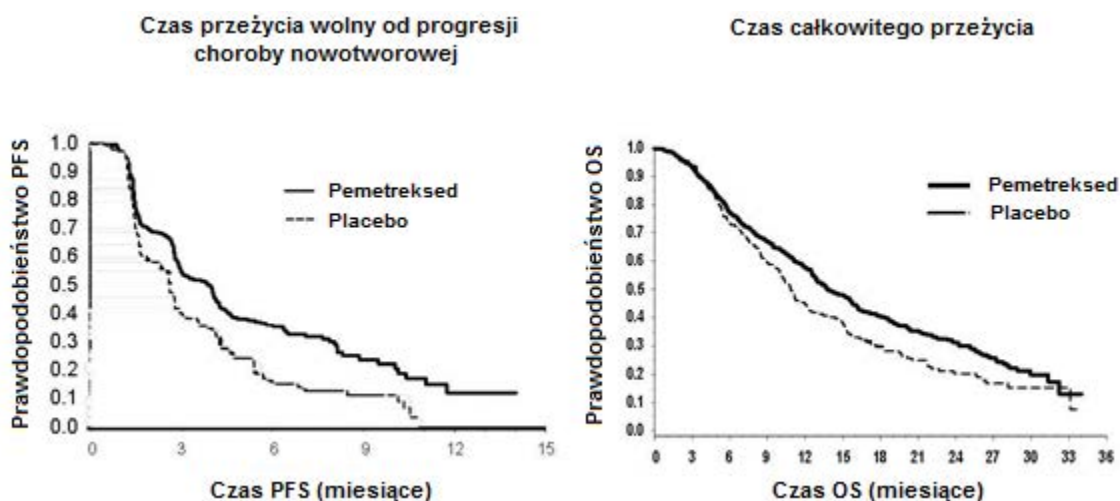 Czas przeżycia wolny od progresji
choroby nowotworowej
Prawdopodobieństwo PFS
1.0
0.9
0.8
0.7
0.6
0.5
0.4
0.3
0.2
0.1
0.0
Pemetreksed
Placebo
0 3 6 9 12 15
Czas PFS (miesiące)
Czas całkowitego przeżycia
Prawdopodobieństwo OS
1.0
0.9
0.8
0.7
0.6
0.5
0.4
0.3
0.2
0.1
0.0
Pemetreksed
Placebo
0 3 6 9 12 15 18 21 24 27 30 33 36
Czas OS (miesiące)